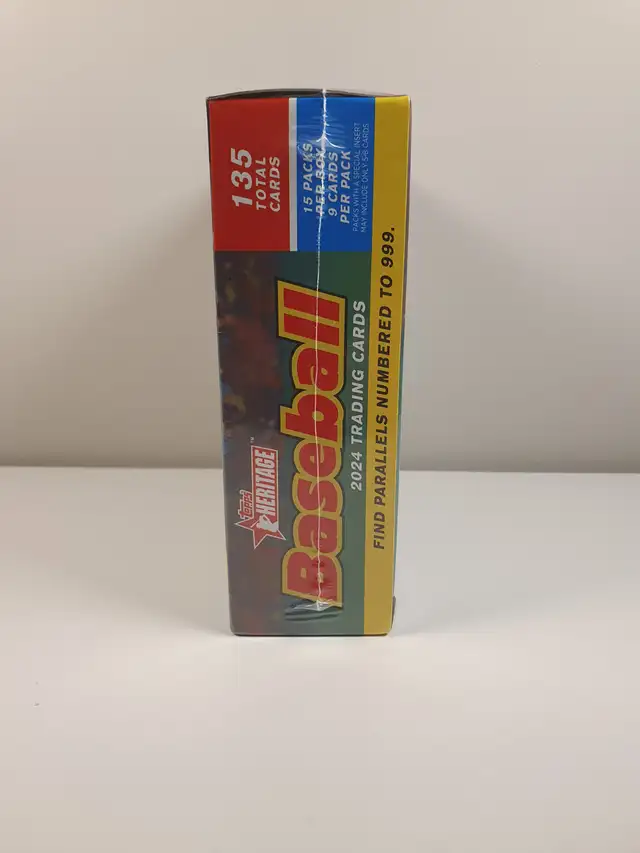 135
TOTAL
CARDS
15 PACKS
PER BOX
9 CARDS
PER PACK
PACKS WITH A SPECIAL INSERT
MAY INCLUDE ONLY 5-8 CARDS
Topps
HERITAGE™
Baseball
2024 TRADING CARDS
FIND PARALLELS NUMBERED TO 999.